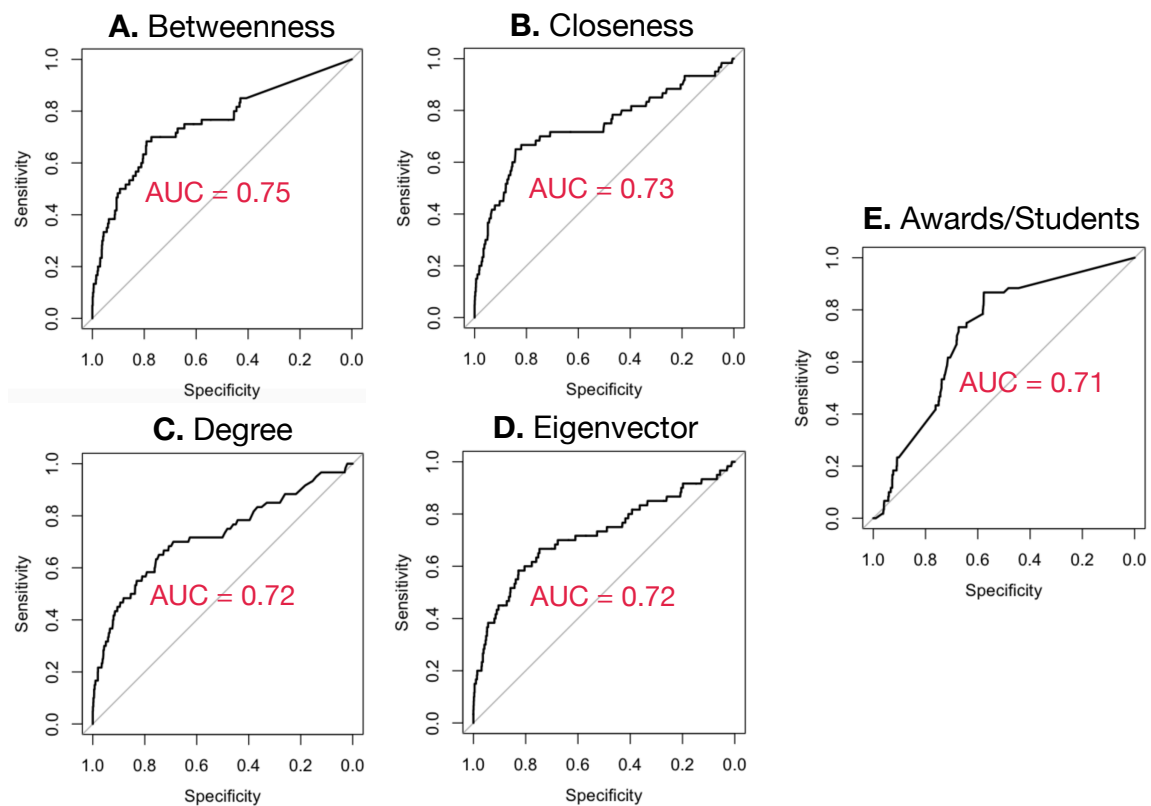 A. Betweenness
1.0
0.8
0.6
0.4
0.2
0.0
Sensitivity
AUC = 0.75
1.0 0.8 0.6 0.4 0.2 0.0
Specificity
B. Closeness
1.0
0.8
0.6
0.4
0.2
0.0
Sensitivity
AUC = 0.73
1.0 0.8 0.6 0.4 0.2 0.0
Specificity
C. Degree
1.0
0.8
0.6
0.4
0.2
0.0
Sensitivity
AUC = 0.72
1.0 0.8 0.6 0.4 0.2 0.0
Specificity
D. Eigenvector
1.0
0.8
0.6
0.4
0.2
0.0
Sensitivity
AUC = 0.72
1.0 0.8 0.6 0.4 0.2 0.0
Specificity
E. Awards/Students
1.0
0.8
0.6
0.4
0.2
0.0
Sensitivity
AUC = 0.71
1.0 0.8 0.6 0.4 0.2 0.0
Specificity